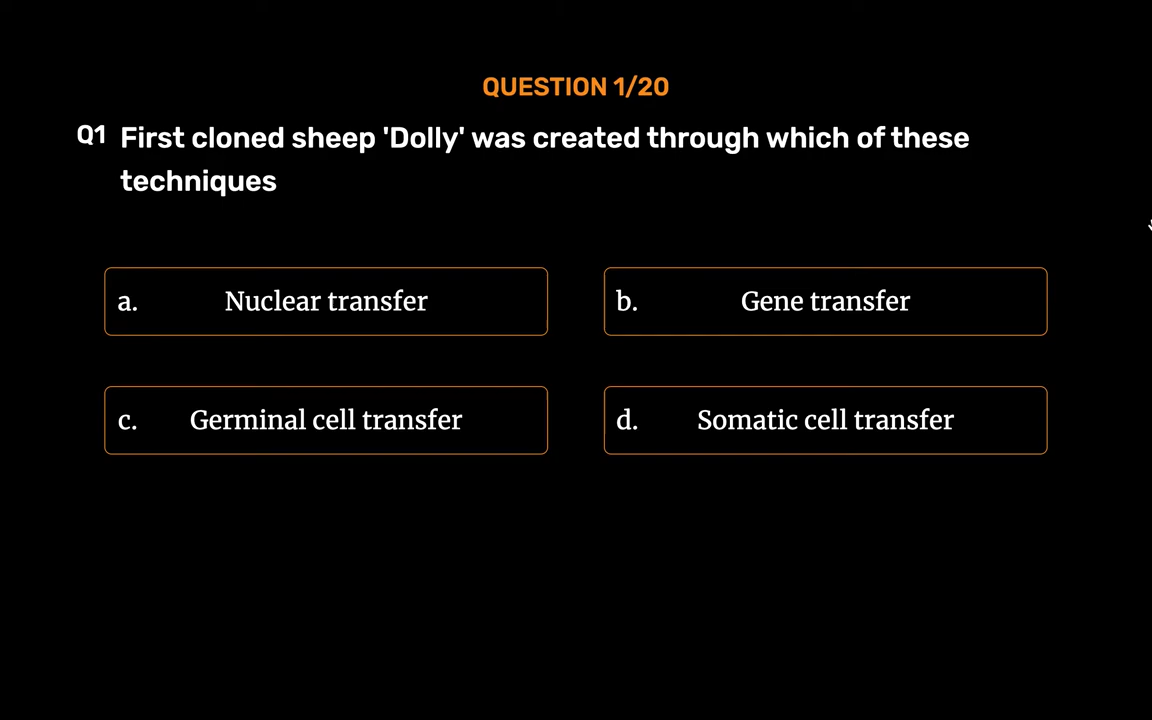 QUESTION 1/20
Q1 First cloned sheep 'Dolly' was created through which of these
techniques
a. Nuclear transfer
b. Gene transfer
c. Germinal cell transfer
d. Somatic cell transfer